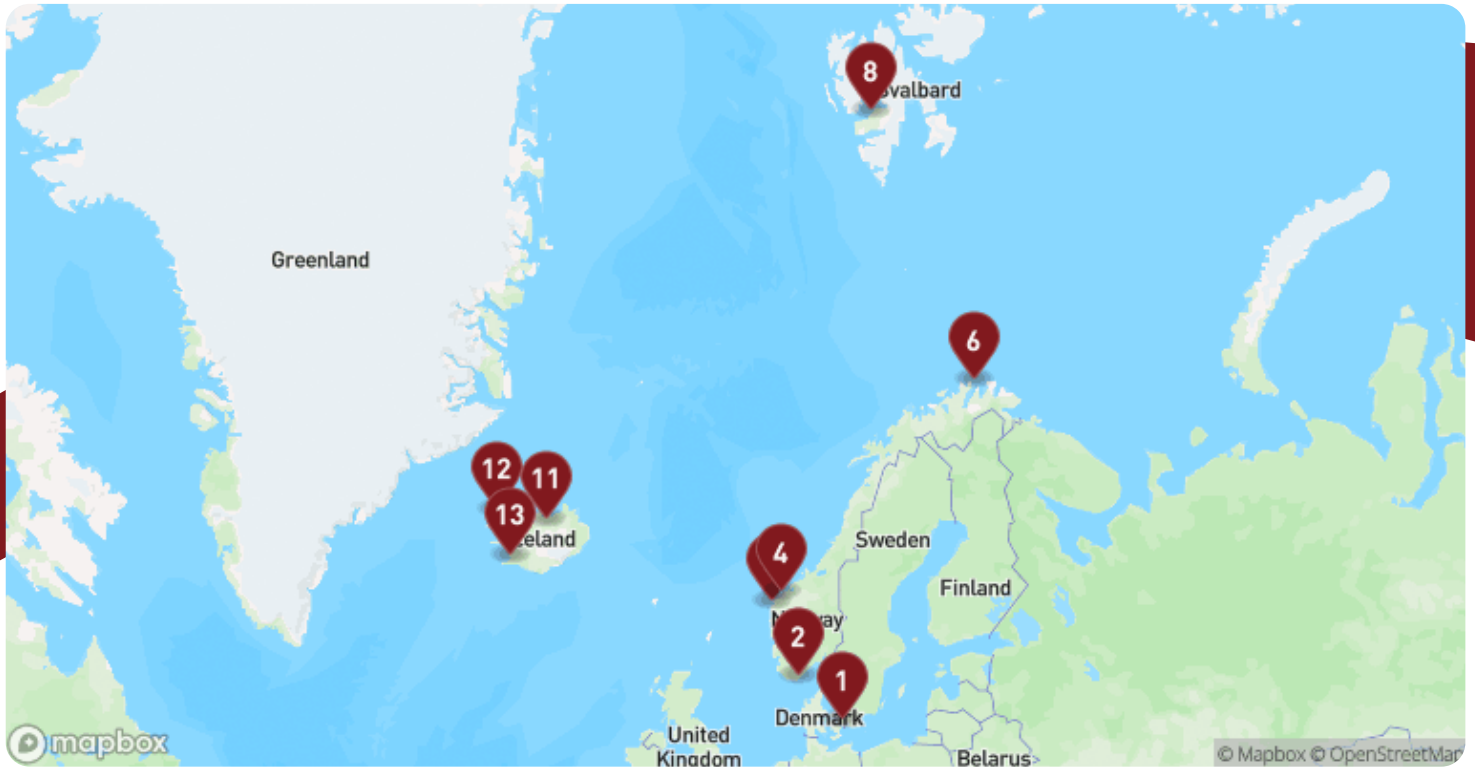 8
Svalbard
Greenland
6
12
11
13
Iceland
4
Sweden
Finland
Norway
2
1
Denmark
United
Kingdom
Belarus
mapbox
© Mapbox © OpenStreetMap